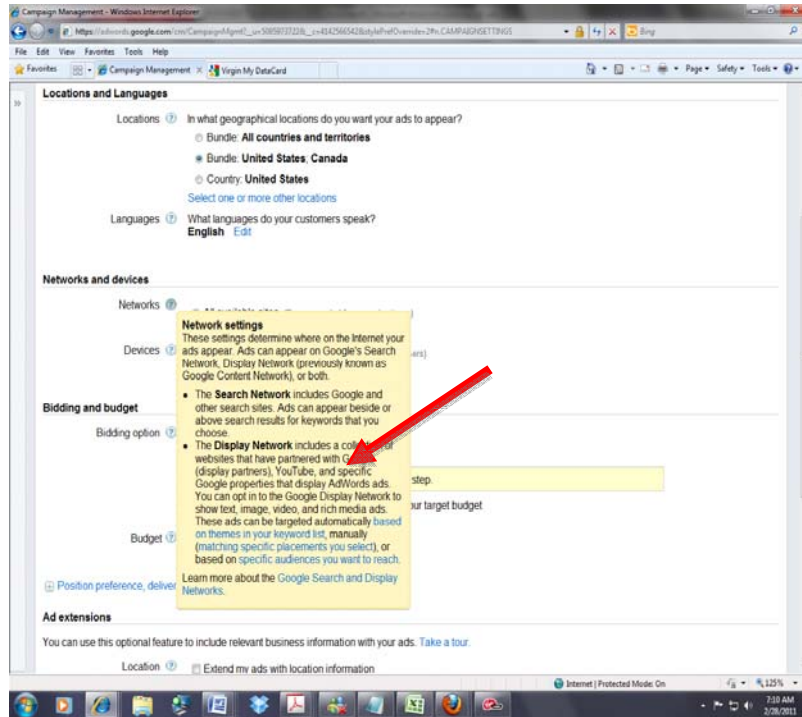 Campaign Management - Windows Internet Explorer
Bing
File Edit View Favorites Tools Help
Favorites Campaign Management Virgin My DataCard Page Safety Tools
Locations and Languages
Locations In what geographical locations do you want your ads to appear?
Bundle: All countries and territories
Bundle: United States, Canada
Country: United States
Select one or more other locations
Languages What languages do your customers speak?
English Edit
Networks and devices
Networks
Network settings
These settings determine where on the Internet your
ads appear. Ads can appear on Google's Search
Network, Display Network (previously known as
Google Content Network), or both.
• The Search Network includes Google and
other search sites. Ads can appear beside or
above search results for keywords that you
choose.
• The Display Network includes a of
websites that have partnered with
(display partners), YouTube, and specific
Google properties that display AdWords ads.
You can opt in to the Google Display Network to
show text, image, video, and rich media ads.
These ads can be targeted automatically based
on themes in your keyword list, manually
(matching specific placements you select), or
based on specific audiences you want to reach.
Learn more about the Google Search and Display
Networks.
Devices
Bidding and budget
Bidding option
step.
ur target budget
Budget
Position preference, deliver
Ad extensions
You can use this optional feature to include relevant business information with your ads. Take a tour.
Location Extend my ads with location information
Internet | Protected Mode: On 125%
7:10 AM
2/28/2011